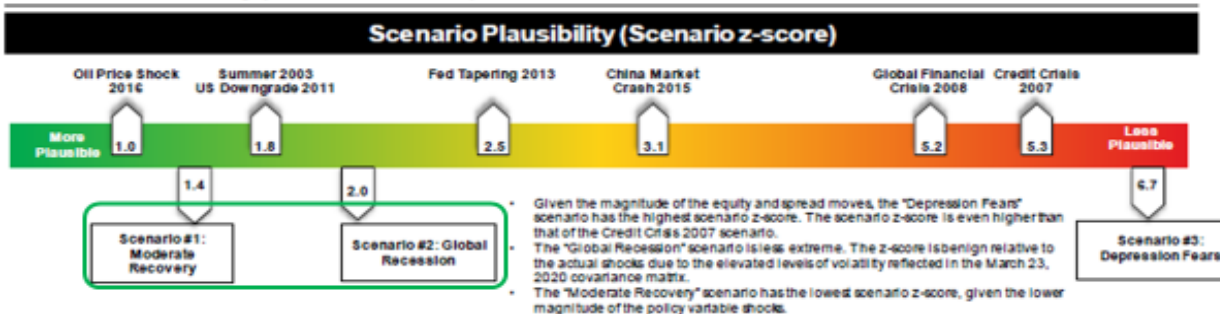 Scenario Plausibility (Scenario z-score)
Oil Price Shock
2016
Summer 2003
US Downgrade 2011
Fed Tapering 2013
China Market
Crash 2015
Global Financial
Crisis 2008
Credit Crisis
2007
More
Plausible
1.0
1.8
2.5
3.1
5.2
5.3
Less
Plausible
1.4
2.0
6.7
Scenario #1:
Moderate
Recovery
Scenario #2: Global
Recession
• Given the magnitude of the equity and spread moves, the "Depression Fears"
scenario has the highest scenario z-score. The scenario z-score is even higher than
that of the Credit Crisis 2007 scenario.
• The "Global Recession" scenario is less extreme. The z-score is benign relative to
the actual shocks due to the elevated levels of volatility reflected in the March 23,
2020 covariance matrix.
• The "Moderate Recovery" scenario has the lowest scenario z-score, given the lower
magnitude of the policy variable shocks.
Scenario #3:
Depression Fears